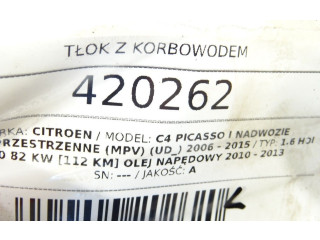 TŁOK Z KORBOWODEM
420262
RKA: CITROEN / MODEL: C4 PICASSO I NADWOZIE
PRZESTRZENNE (MPV) (UD_) 2006 - 2015 / TYP: 1.6 HDI
0 82 KW [112 KM] OLEJ NAPĘDOWY 2010 - 2013
SN: --- / JAKOŚĆ: A